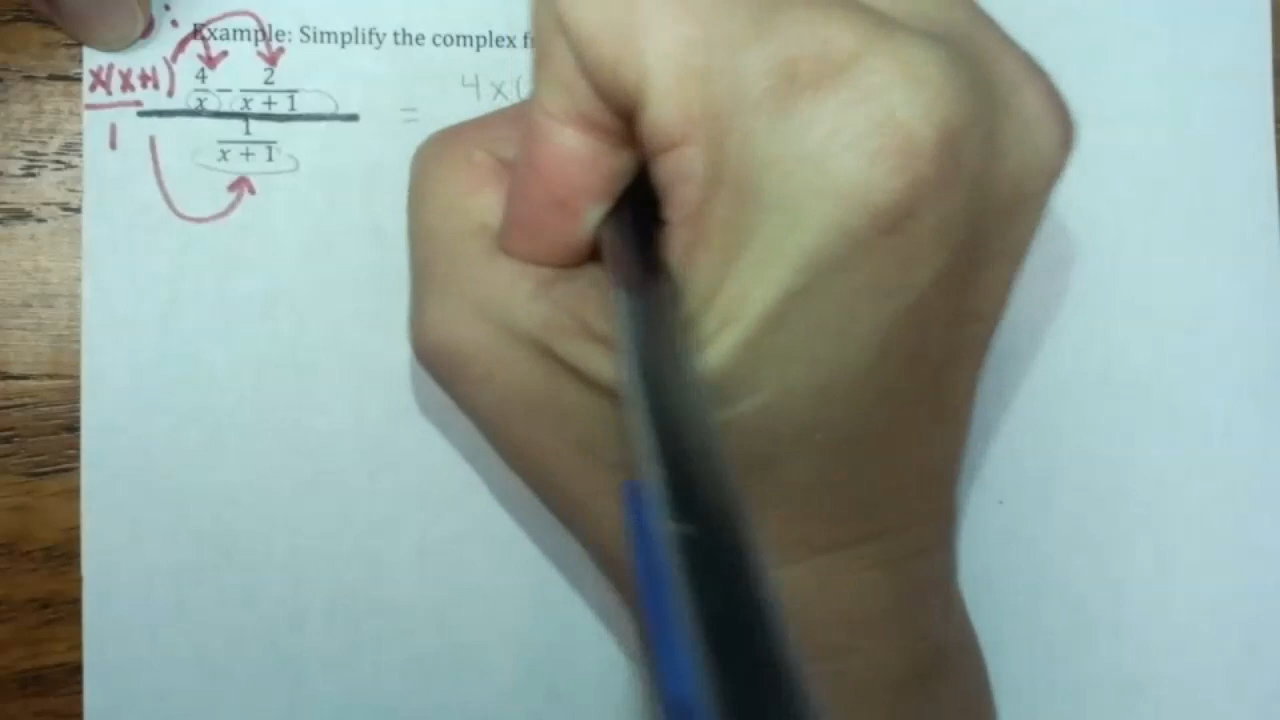 Example: Simplify the complex
x(x+1) 4/x - 2/(x + 1)
1 1/(x + 1)
= 4x(